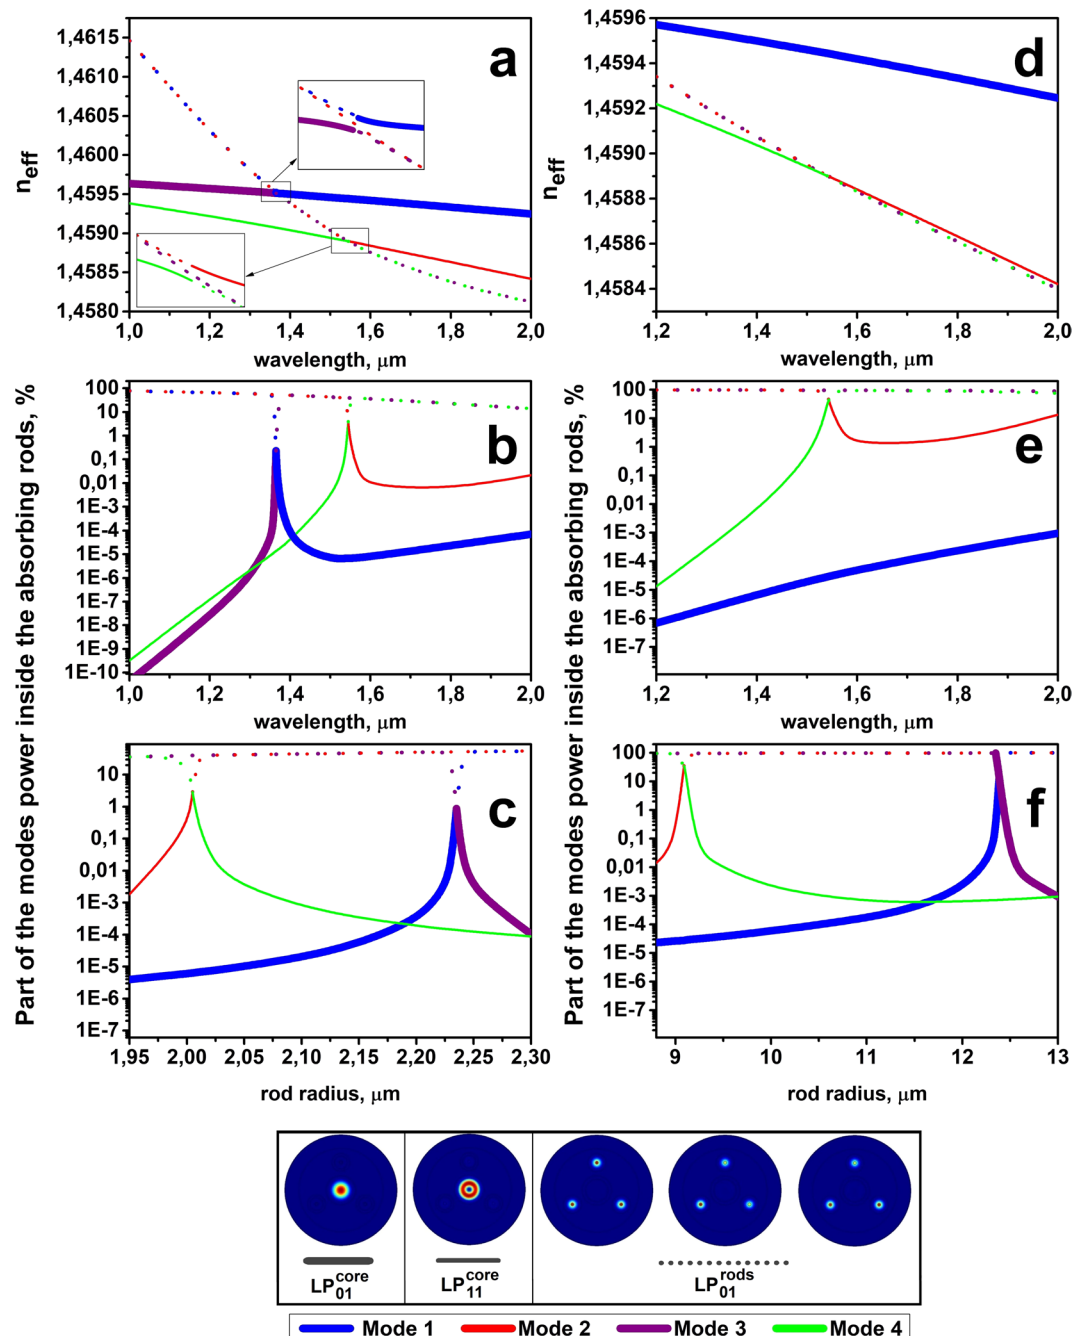 a
n_eff
1,4615
1,4610
1,4605
1,4600
1,4595
1,4590
1,4585
1,4580
1,0 1,2 1,4 1,6 1,8 2,0
wavelength, μm
d
n_eff
1,4596
1,4594
1,4592
1,4590
1,4588
1,4586
1,4584
1,2 1,4 1,6 1,8 2,0
wavelength, μm
Part of the modes power inside the absorbing rods, %
b
100
10
1
0,1
0,01
1E-3
1E-4
1E-5
1E-6
1E-7
1E-8
1E-9
1E-10
1,0 1,2 1,4 1,6 1,8 2,0
wavelength, μm
Part of the modes power inside the absorbing rods, %
e
100
10
1
0,1
0,01
1E-3
1E-4
1E-5
1E-6
1E-7
1,2 1,4 1,6 1,8 2,0
wavelength, μm
c
10
1
0,1
0,01
1E-3
1E-4
1E-5
1E-6
1E-7
1,95 2,00 2,05 2,10 2,15 2,20 2,25 2,30
rod radius, μm
f
100
10
1
0,1
0,01
1E-3
1E-4
1E-5
1E-6
1E-7
9 10 11 12 13
rod radius, μm
LP01 core
LP11 core
LP01 rods
Mode 1 Mode 2 Mode 3 Mode 4